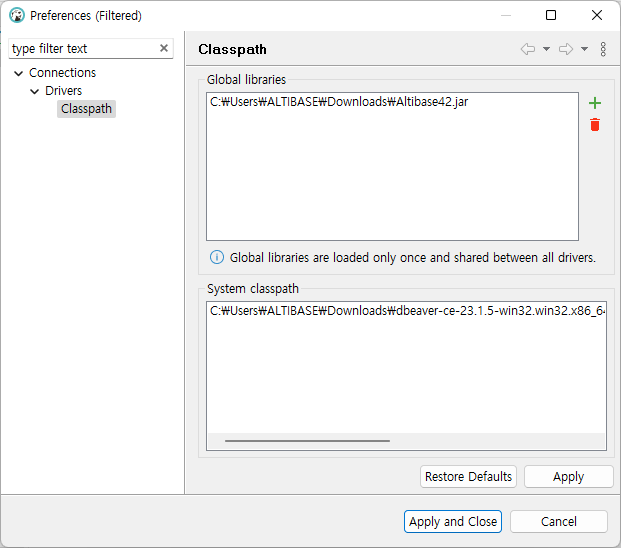 Preferences (Filtered)
type filter text
Connections
Drivers
Classpath
Classpath
Global libraries
C:₩Users₩ALTIBASE₩Downloads₩Altibase42.jar
Global libraries are loaded only once and shared between all drivers.
System classpath
C:₩Users₩ALTIBASE₩Downloads₩dbeaver-ce-23.1.5-win32.win32.x86_64
Restore Defaults
Apply
Apply and Close
Cancel